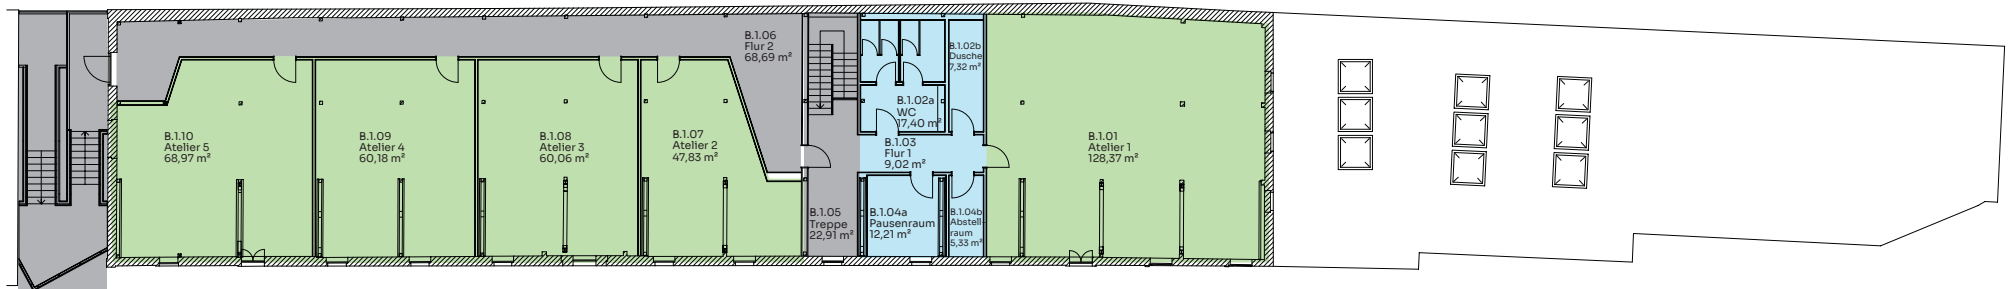 B.1.06
Flur 2
68,69 m²
B.1.02b
Dusche
7,32 m²
B.1.02a
WC
17,40 m²
B.1.10
Atelier 5
68,97 m²
B.1.09
Atelier 4
60,18 m²
B.1.08
Atelier 3
60,06 m²
B.1.07
Atelier 2
47,83 m²
B.1.03
Flur 1
9,02 m²
B.1.01
Atelier 1
128,37 m²
B.1.05
Treppe
22,91 m²
B.1.04a
Pausenraum
12,21 m²
B.1.04b
Abstell-
raum
5,33 m²